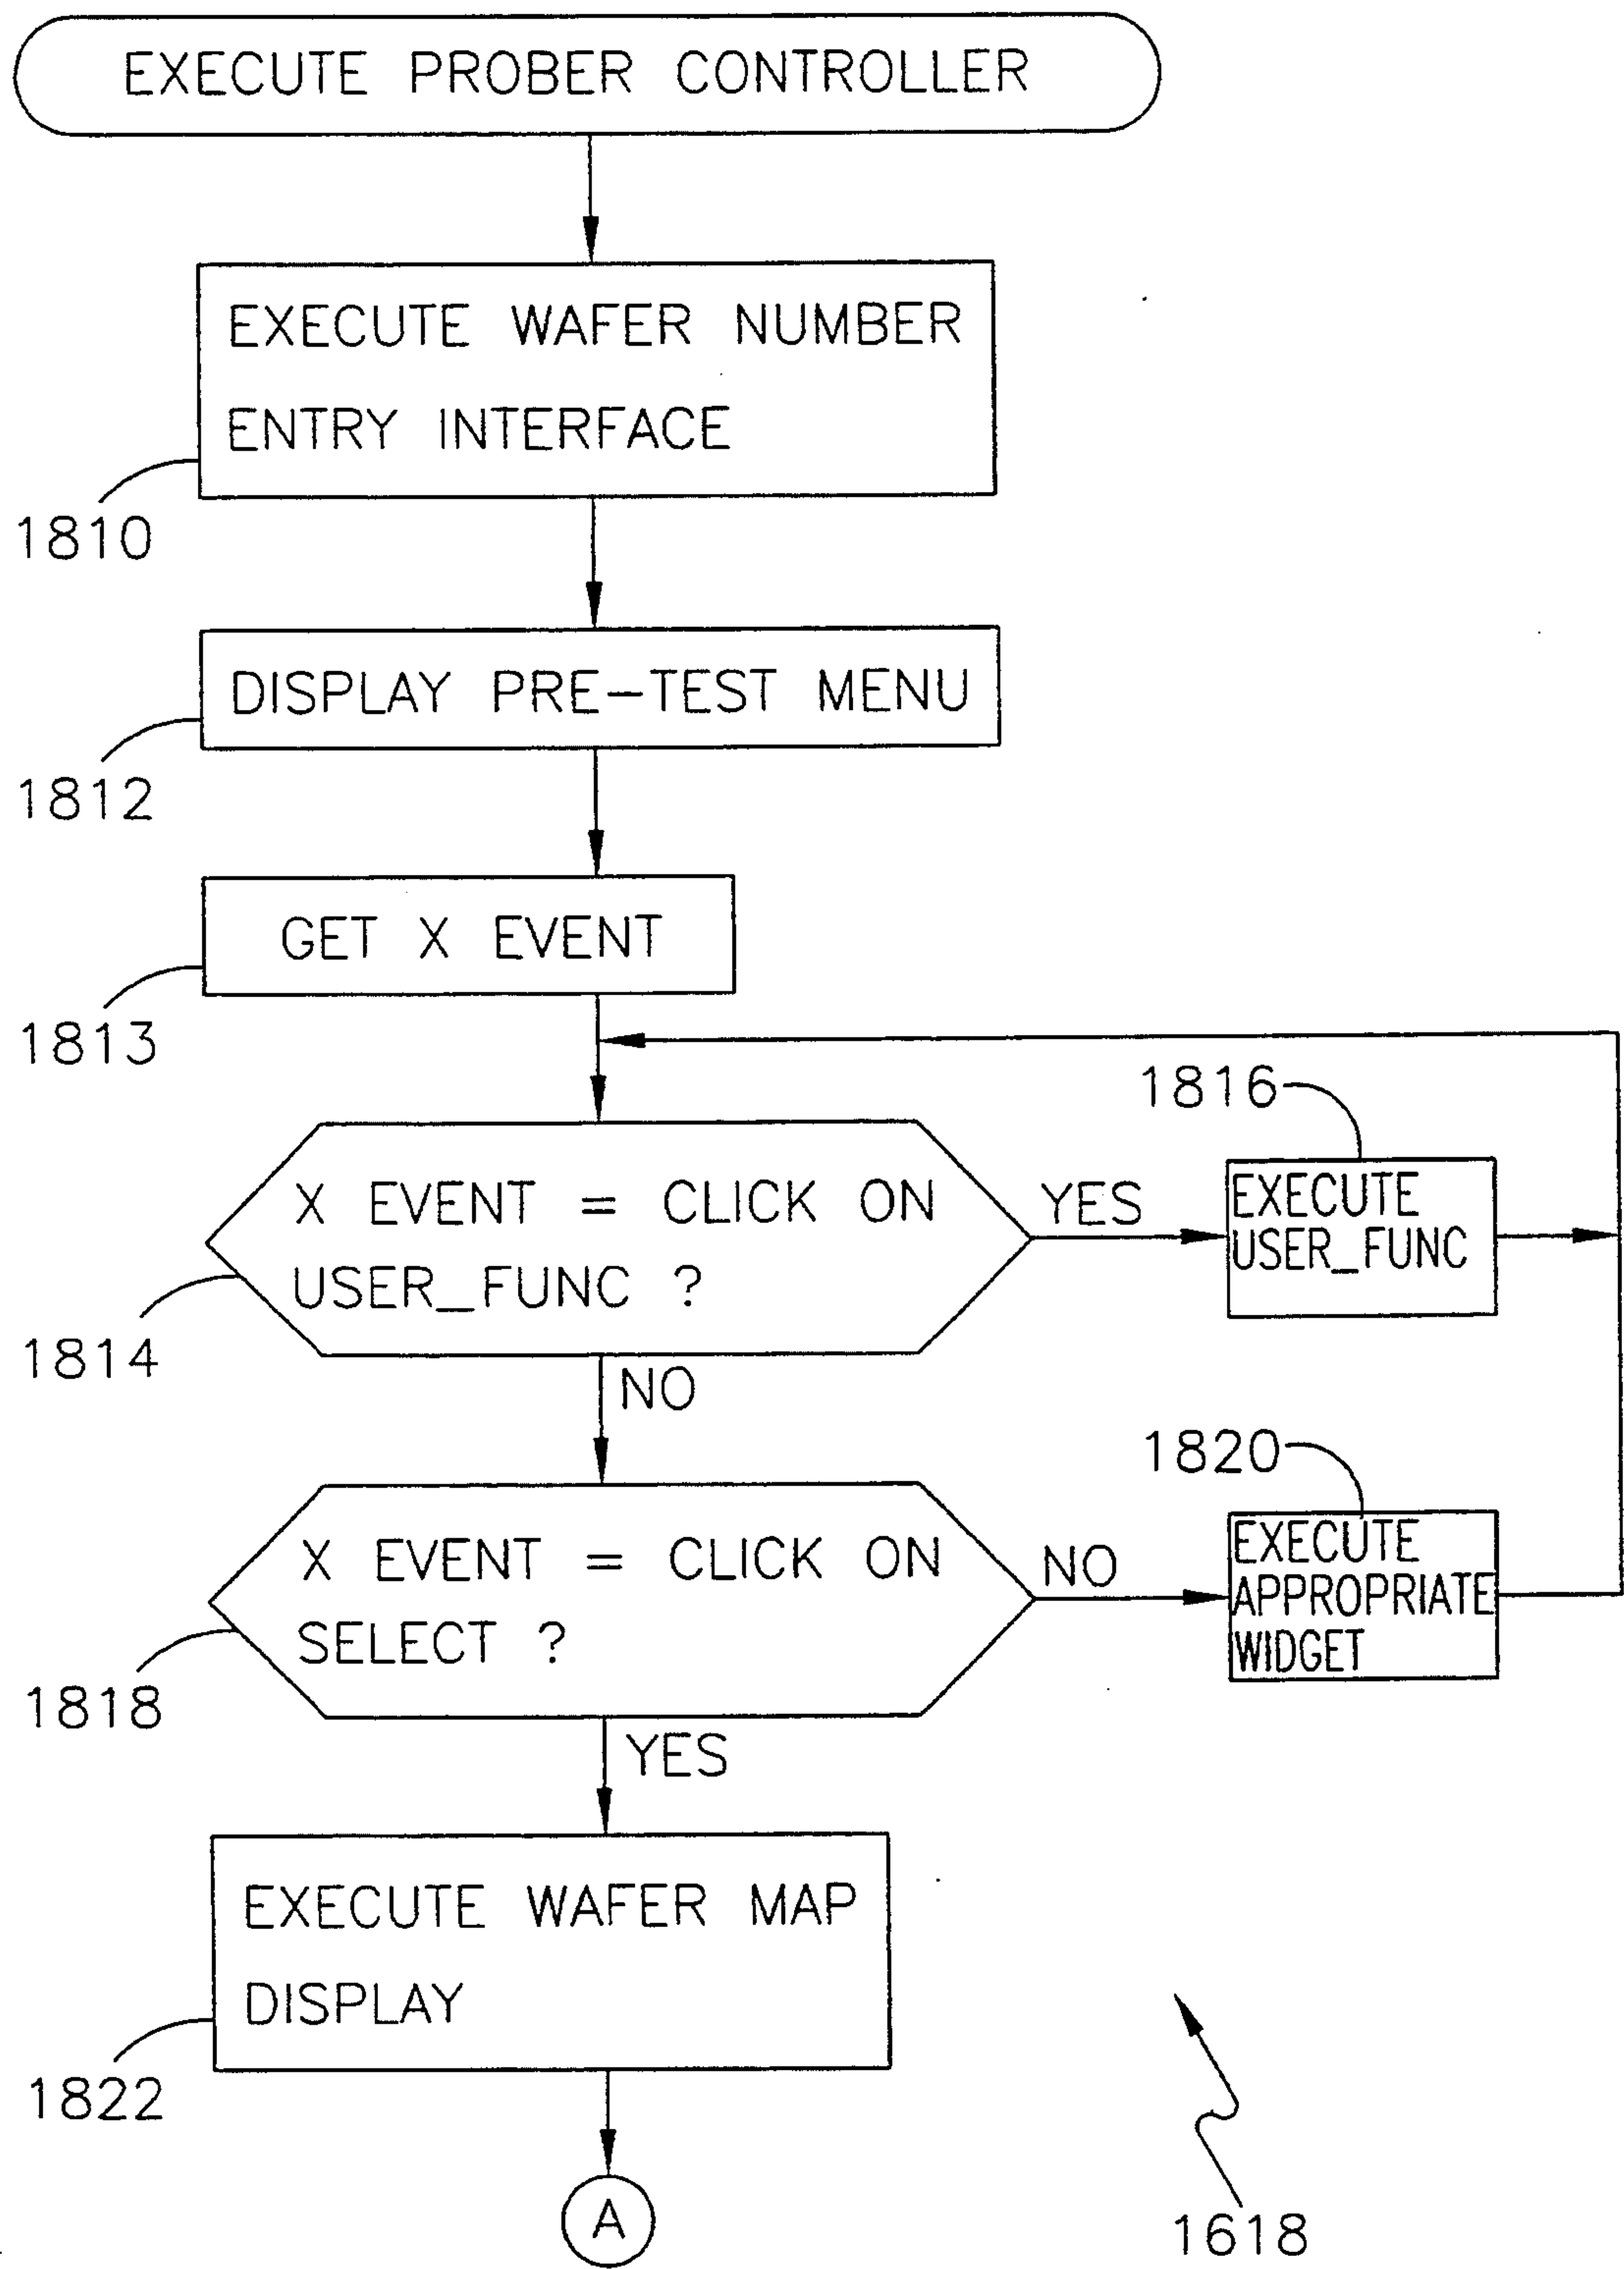 EXECUTE PROBER CONTROLLER
EXECUTE WAFER NUMBER
ENTRY INTERFACE
1810
DISPLAY PRE-TEST MENU
1812
GET X EVENT
1813
1816
X EVENT = CLICK ON
USER_FUNC ?
YES
EXECUTE
USER_FUNC
1814
NO
1820
X EVENT = CLICK ON
SELECT ?
NO
EXECUTE
APPROPRIATE
WIDGET
1818
YES
EXECUTE WAFER MAP
DISPLAY
1822
A
1618